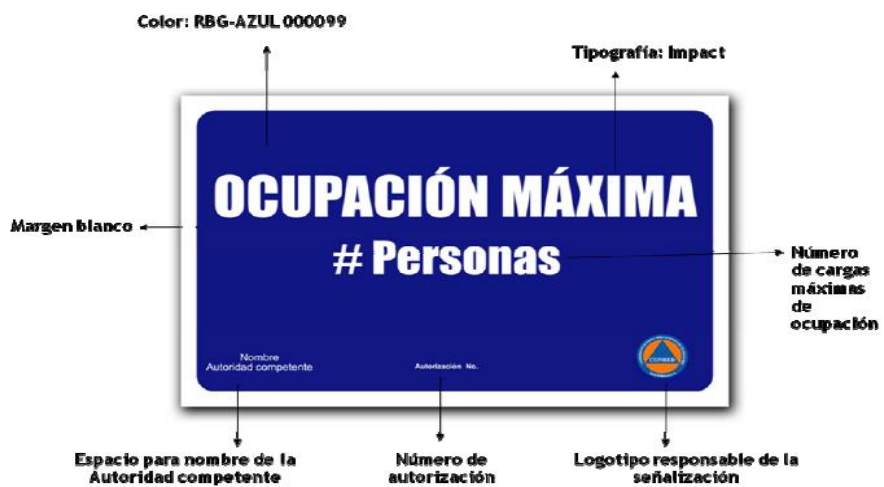 Color: RBG-AZUL 000099
Tipografía: Impact
OCUPACIÓN MÁXIMA
Margen blanco
# Personas
Número
de cargas
máximas
de
ocupación
Nombre
Autoridad competente
Autorización No.
CONRED
Espacio para nombre de la
Autoridad competente
Número de
autorización
Logotipo responsable de la
señalización